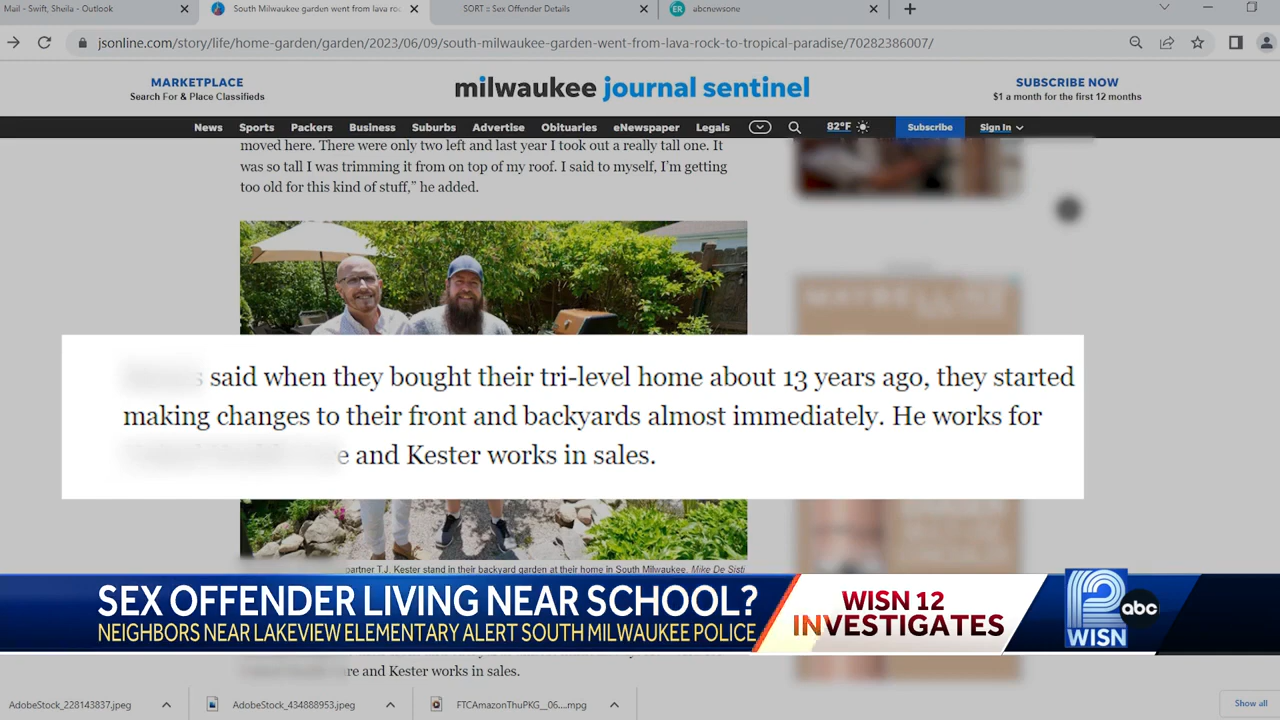 Mail - Swift, Sheila - Outlook
South Milwaukee garden went from lava roc
SORT :: Sex Offender Details
ER abcnewsone
jsonline.com/story/life/home-garden/garden/2023/06/09/south-milwaukee-garden-went-from-lava-rock-to-tropical-paradise/70282386007/
MARKETPLACE
Search For & Place Classifieds
milwaukee journal sentinel
SUBSCRIBE NOW
$1 a month for the first 12 months
News Sports Packers Business Suburbs Advertise Obituaries eNewspaper Legals 82°F Subscribe Sign In
moved here. There were only two left and last year I took out a really tall one. It
was so tall I was trimming it from on top of my roof. I said to myself, I’m getting
too old for this kind of stuff,” he added.
said when they bought their tri-level home about 13 years ago, they started
making changes to their front and backyards almost immediately. He works for
e and Kester works in sales.
partner T.J. Kester stand in their backyard garden at their home in South Milwaukee. Mike De Sisti
SEX OFFENDER LIVING NEAR SCHOOL?
NEIGHBORS NEAR LAKEVIEW ELEMENTARY ALERT SOUTH MILWAUKEE POLICE
WISN 12
INVESTIGATES
12
abc
WISN
re and Kester works in sales.
AdobeStock_228143837.jpeg
AdobeStock_434888953.jpeg
FTCAmazonThuPKG_06....mpg
Show all